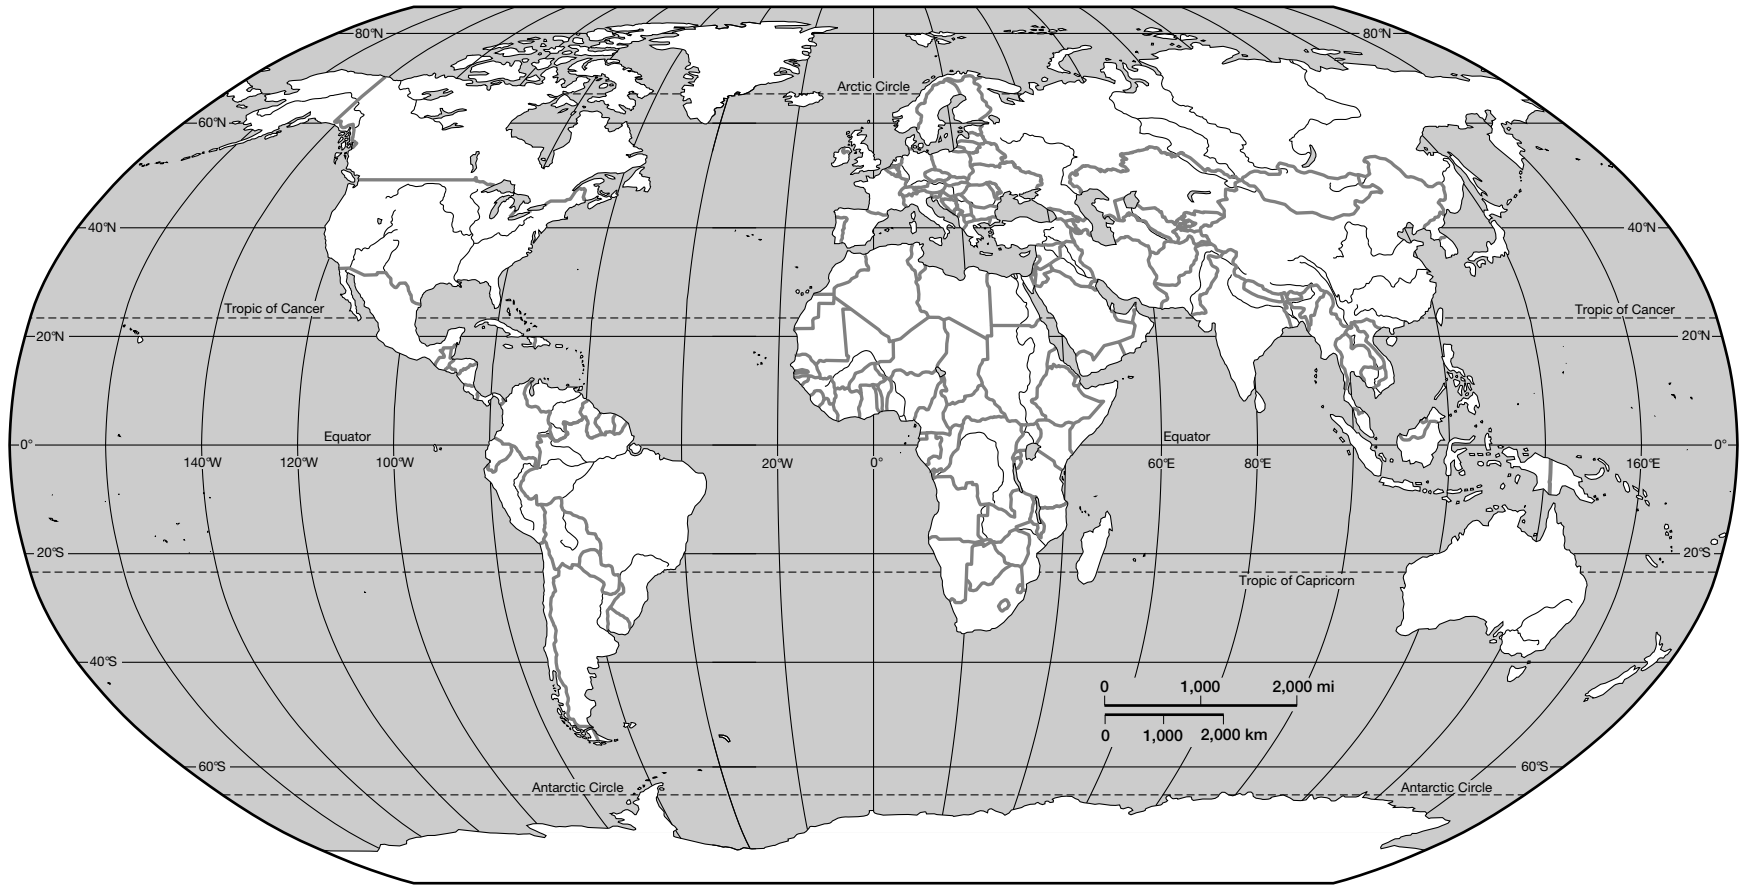 80°N 80°N
Arctic Circle
60°N
40°N 40°N
Tropic of Cancer Tropic of Cancer
20°N 20°N
Equator Equator
0° 0°
140°W 120°W 100°W 20°W 0° 60°E 80°E 160°E
20°S 20°S
Tropic of Capricorn
40°S
0 1,000 2,000 mi
0 1,000 2,000 km
60°S 60°S
Antarctic Circle Antarctic Circle